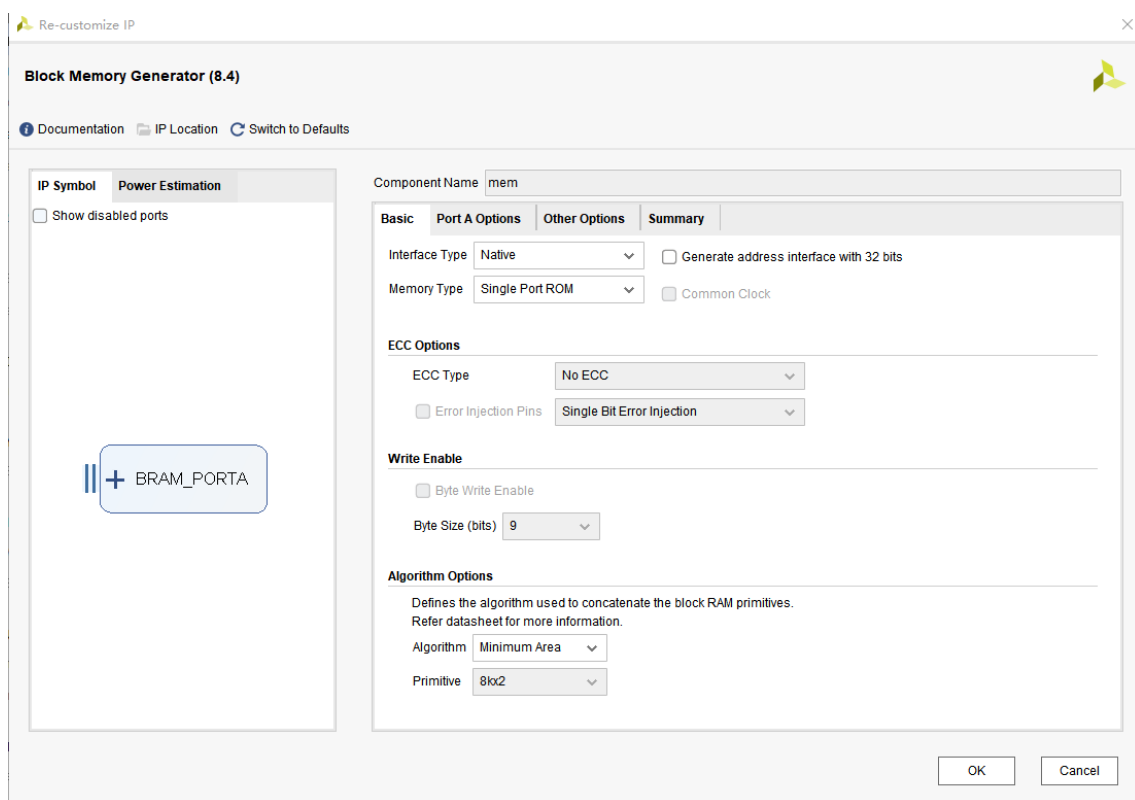 Re-customize IP
Block Memory Generator (8.4)
Documentation IP Location Switch to Defaults
IP Symbol Power Estimation
Show disabled ports
BRAM_PORTA
Component Name mem
Basic Port A Options Other Options Summary
Interface Type Native Generate address interface with 32 bits
Memory Type Single Port ROM Common Clock
ECC Options
ECC Type No ECC
Error Injection Pins Single Bit Error Injection
Write Enable
Byte Write Enable
Byte Size (bits) 9
Algorithm Options
Defines the algorithm used to concatenate the block RAM primitives.
Refer datasheet for more information.
Algorithm Minimum Area
Primitive 8kx2
OK Cancel